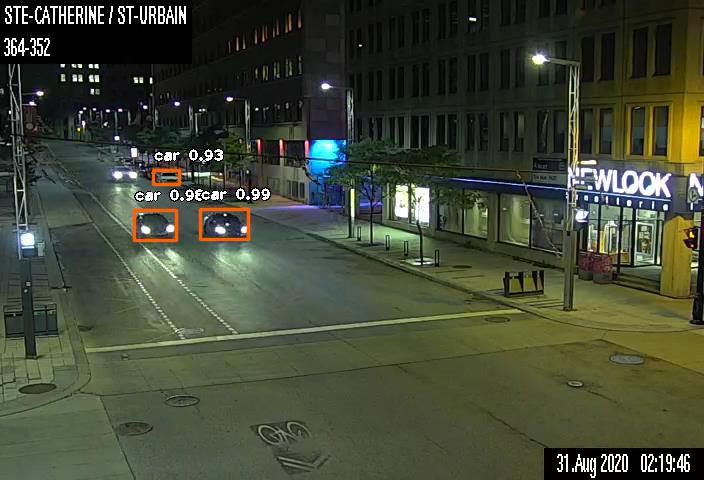 STE-CATHERINE / ST-URBAIN
364-352
car 0.93
car 0.9
car 0.99
NEWLOOK
31.Aug 2020 02:19:46